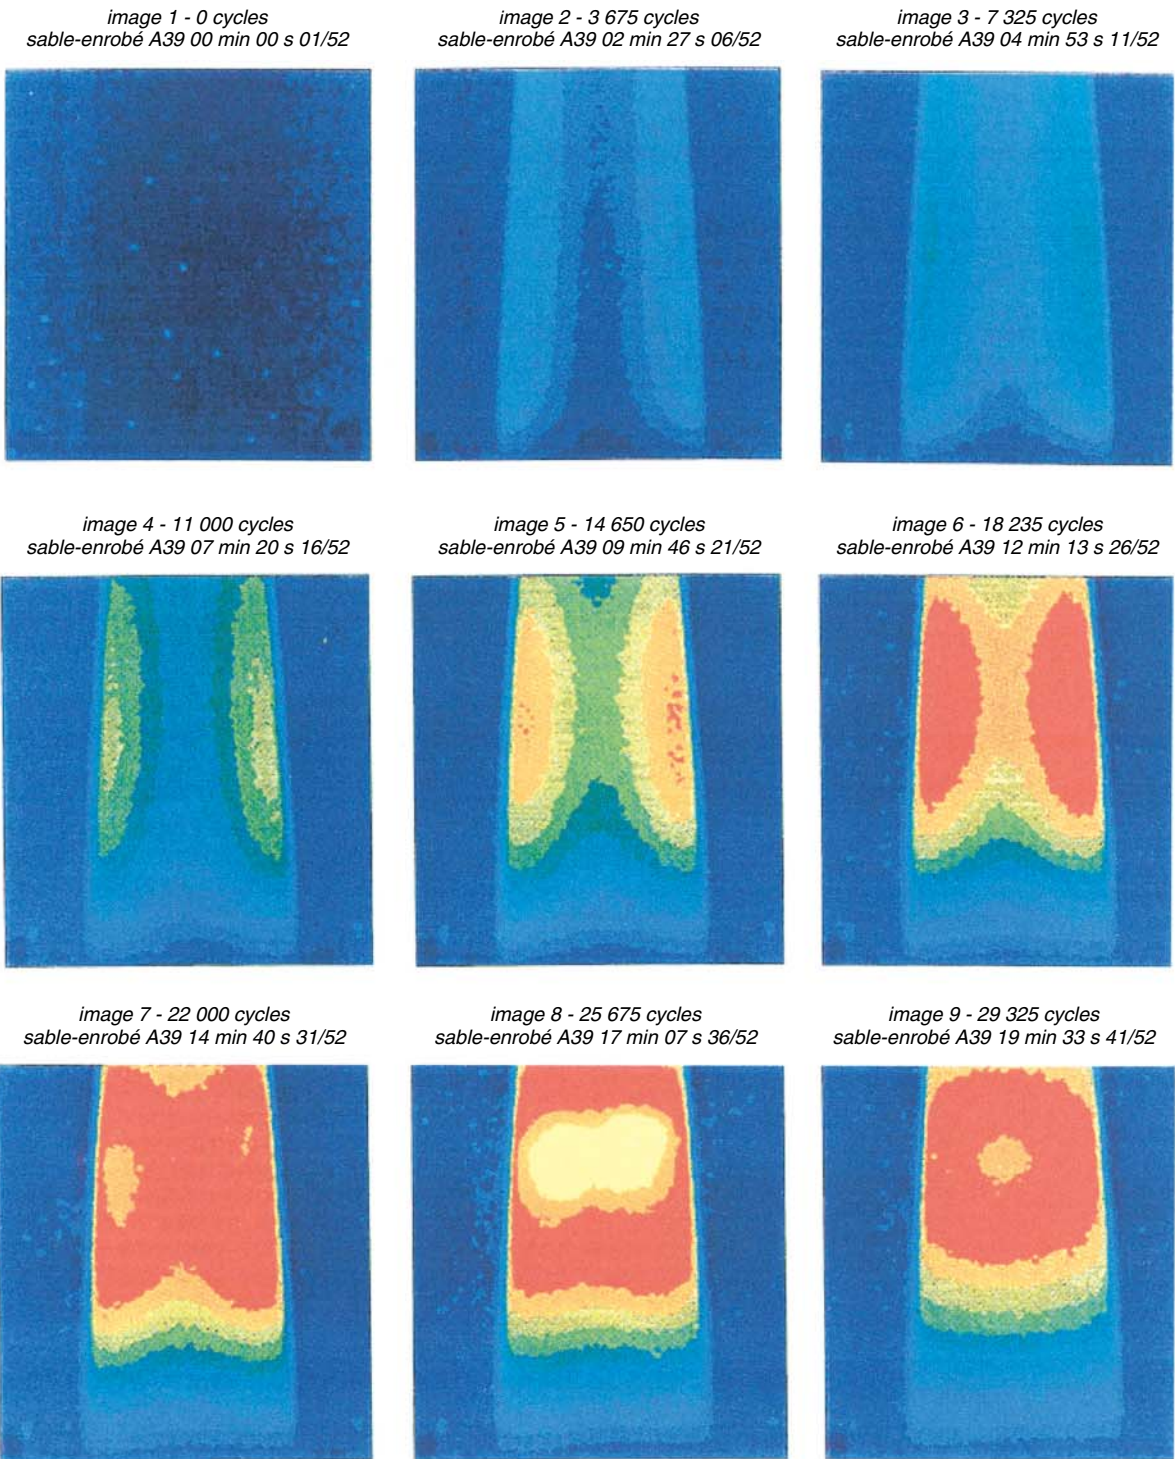 image 1 - 0 cycles
sable-enrobé A39 00 min 00 s 01/52
image 2 - 3 675 cycles
sable-enrobé A39 02 min 27 s 06/52
image 3 - 7 325 cycles
sable-enrobé A39 04 min 53 s 11/52
image 4 - 11 000 cycles
sable-enrobé A39 07 min 20 s 16/52
image 5 - 14 650 cycles
sable-enrobé A39 09 min 46 s 21/52
image 6 - 18 235 cycles
sable-enrobé A39 12 min 13 s 26/52
image 7 - 22 000 cycles
sable-enrobé A39 14 min 40 s 31/52
image 8 - 25 675 cycles
sable-enrobé A39 17 min 07 s 36/52
image 9 - 29 325 cycles
sable-enrobé A39 19 min 33 s 41/52